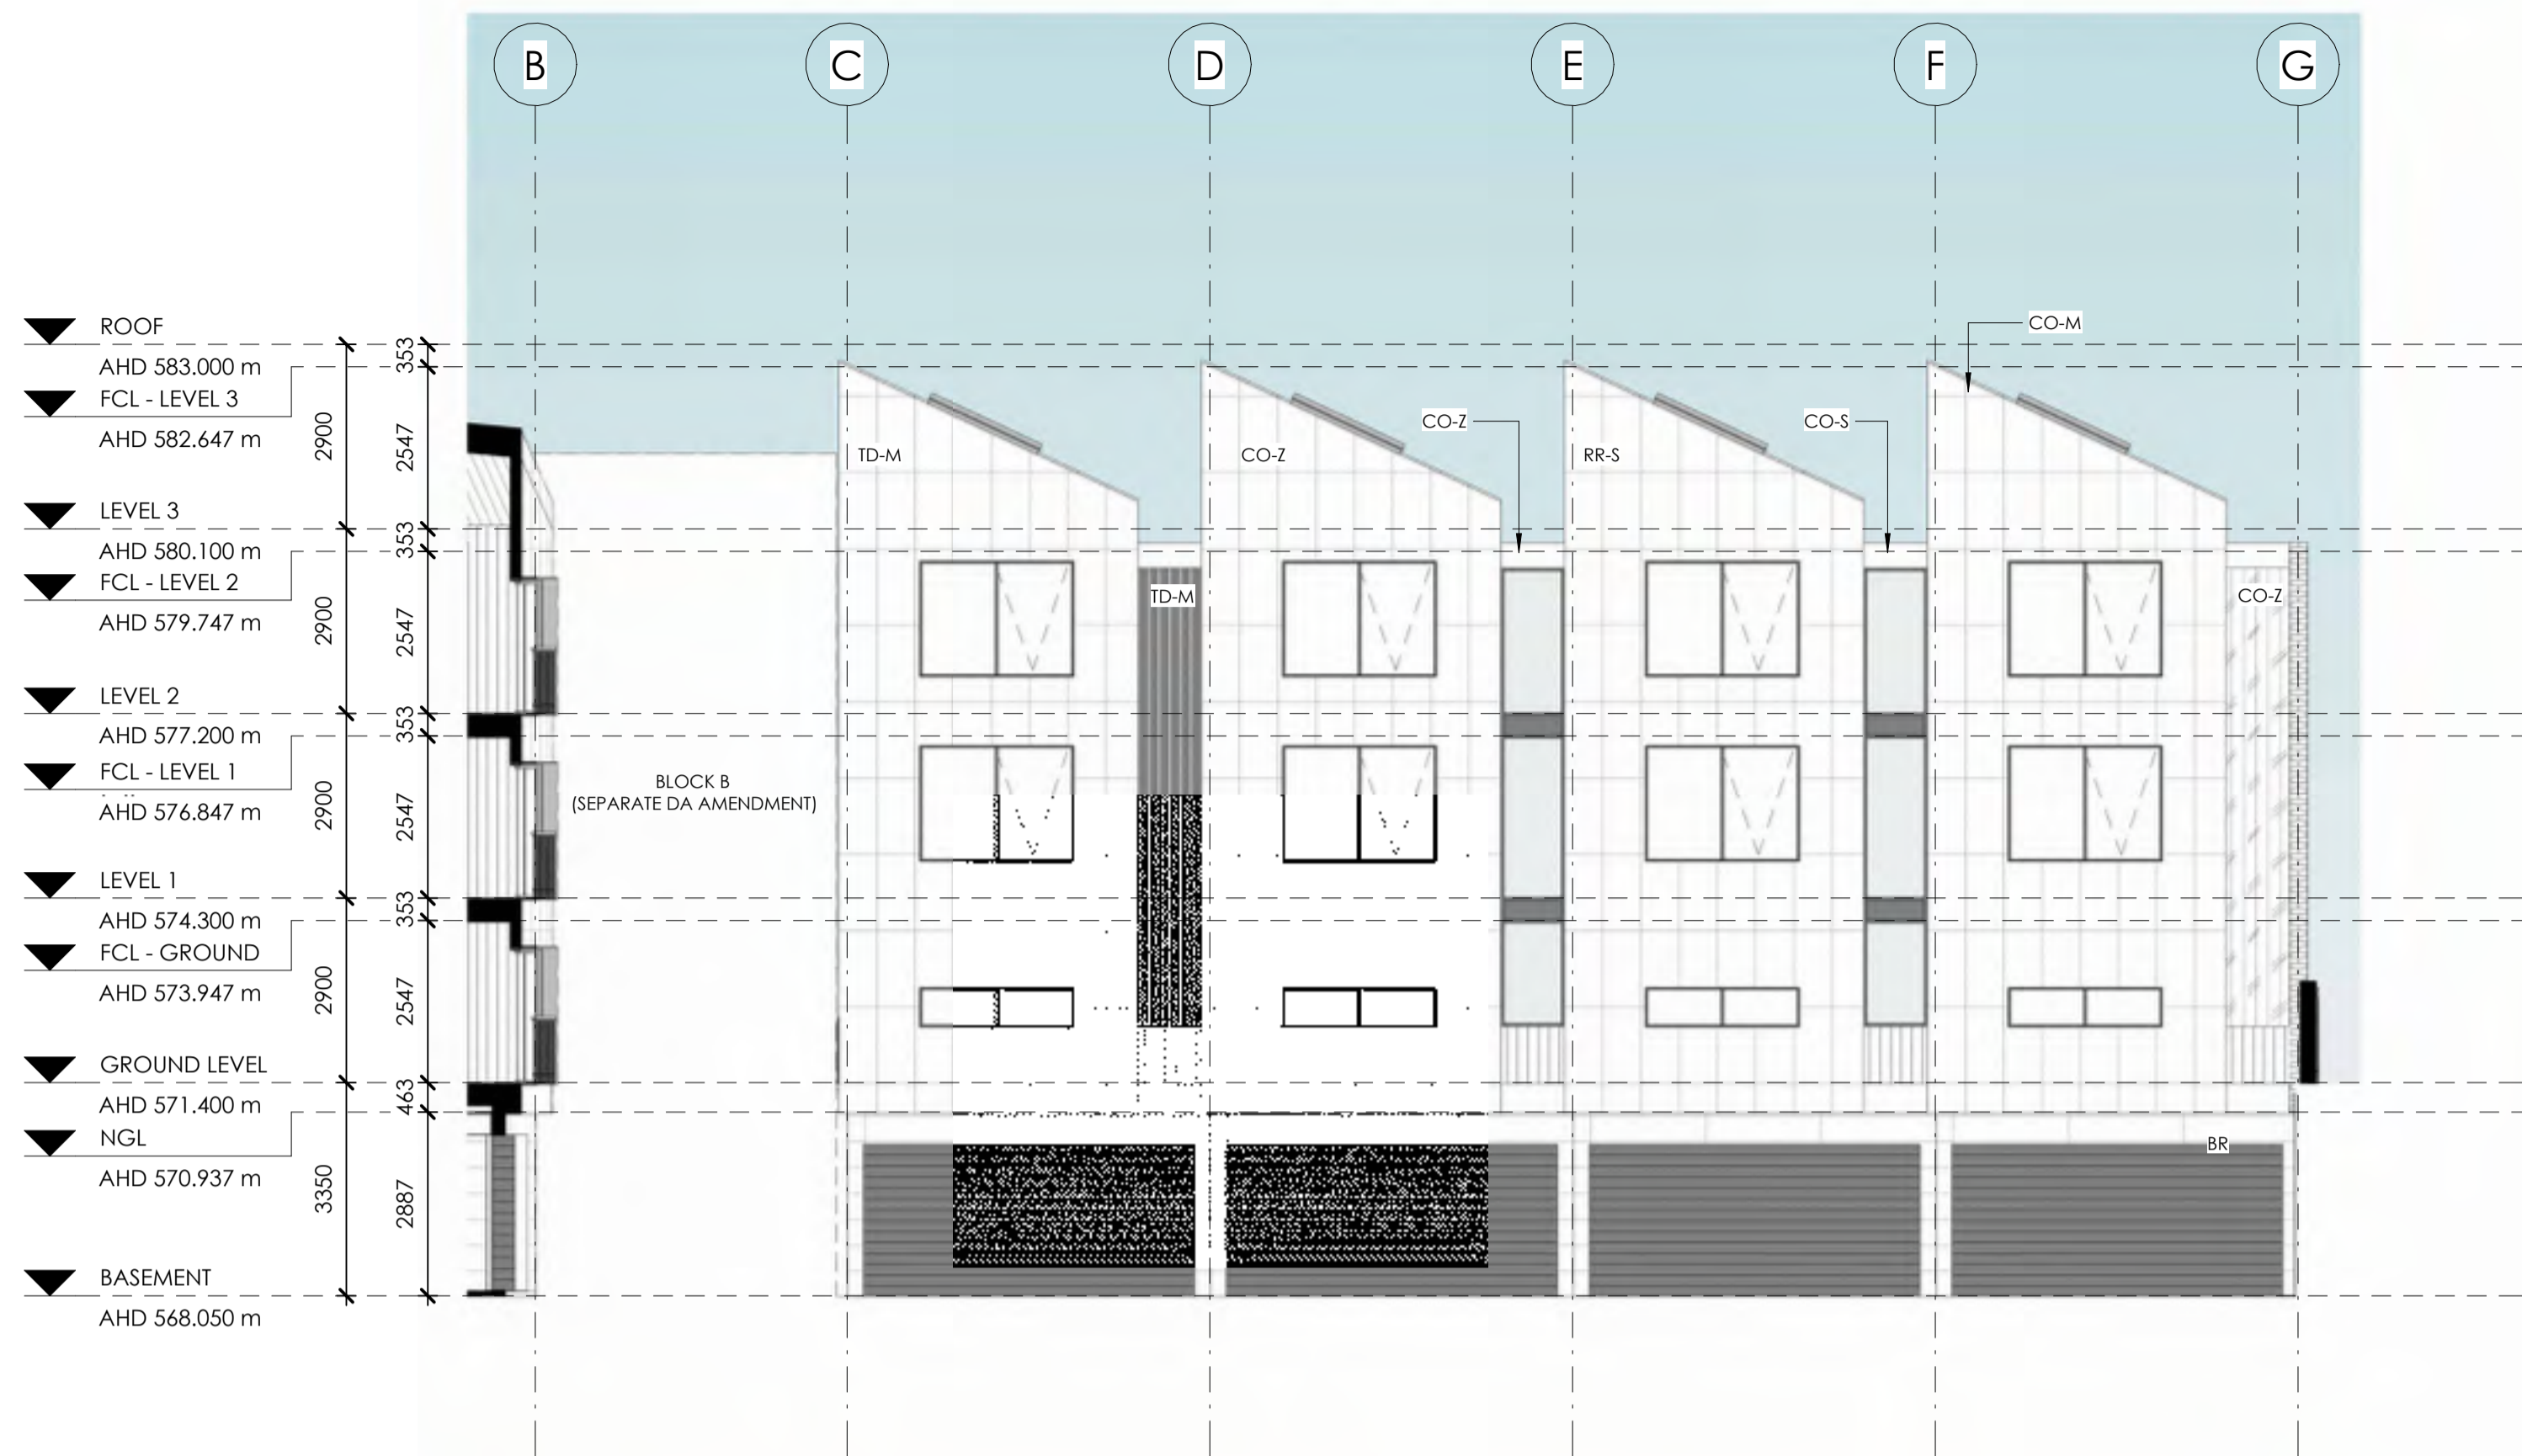 B
C
D
E
F
G
ROOF
AHD 583.000 m
FCL - LEVEL 3
AHD 582.647 m
LEVEL 3
AHD 580.100 m
FCL - LEVEL 2
AHD 579.747 m
LEVEL 2
AHD 577.200 m
FCL - LEVEL 1
AHD 576.847 m
LEVEL 1
AHD 574.300 m
FCL - GROUND
AHD 573.947 m
GROUND LEVEL
AHD 571.400 m
NGL
AHD 570.937 m
BASEMENT
AHD 568.050 m
2900
2900
2900
2900
3350
353
2547
353
2547
353
2547
353
2547
463
2887
BLOCK B
(SEPARATE DA AMENDMENT)
TD-M
TD-M
CO-Z
CO-Z
RR-S
CO-S
CO-M
CO-Z
BR